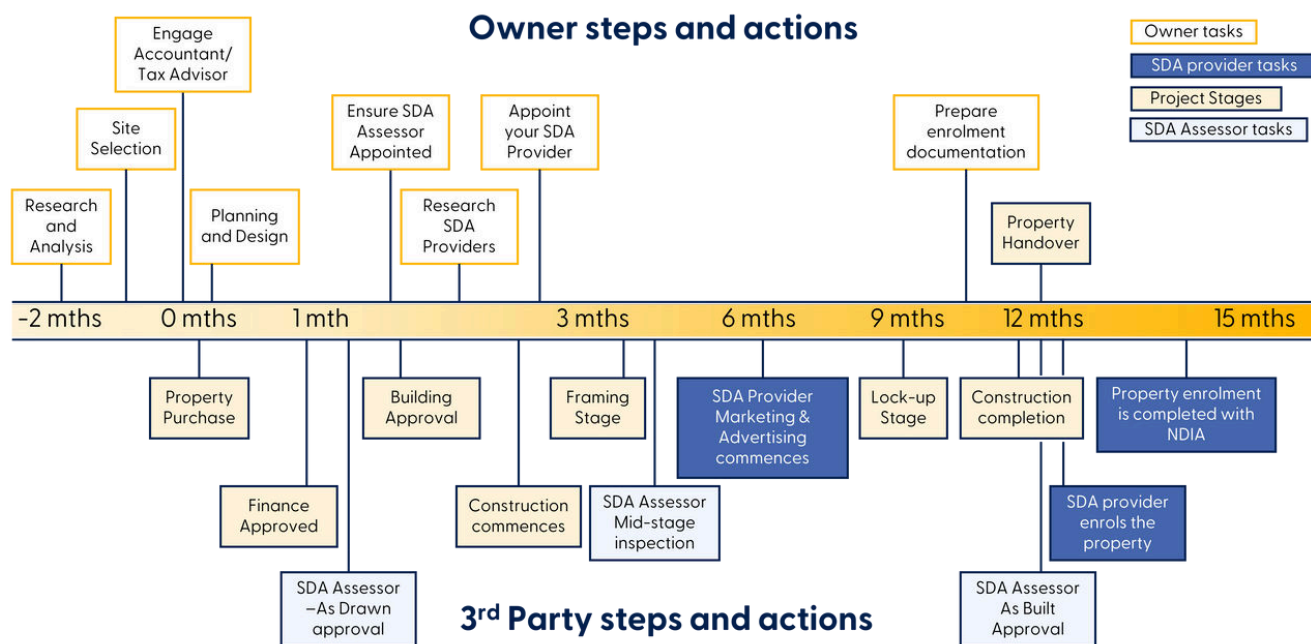 Owner steps and actions
Owner tasks
SDA provider tasks
Project Stages
SDA Assessor tasks
Engage
Accountant/
Tax Advisor
Site
Selection
Research
and
Analysis
Planning
and Design
Ensure SDA
Assessor
Appointed
Research
SDA
Providers
Appoint
your SDA
Provider
Prepare
enrolment
documentation
Property
Handover
-2 mths
0 mths
1 mth
3 mths
6 mths
9 mths
12 mths
15 mths
Property
Purchase
Finance
Approved
SDA Assessor
–As Drawn
approval
Building
Approval
Construction
commences
Framing
Stage
SDA Assessor
Mid-stage
inspection
SDA Provider
Marketing &
Advertising
commences
Lock-up
Stage
Construction
completion
SDA Assessor
As Built
Approval
SDA provider
enrols the
property
Property enrolment
is completed with
NDIA
3rd Party steps and actions